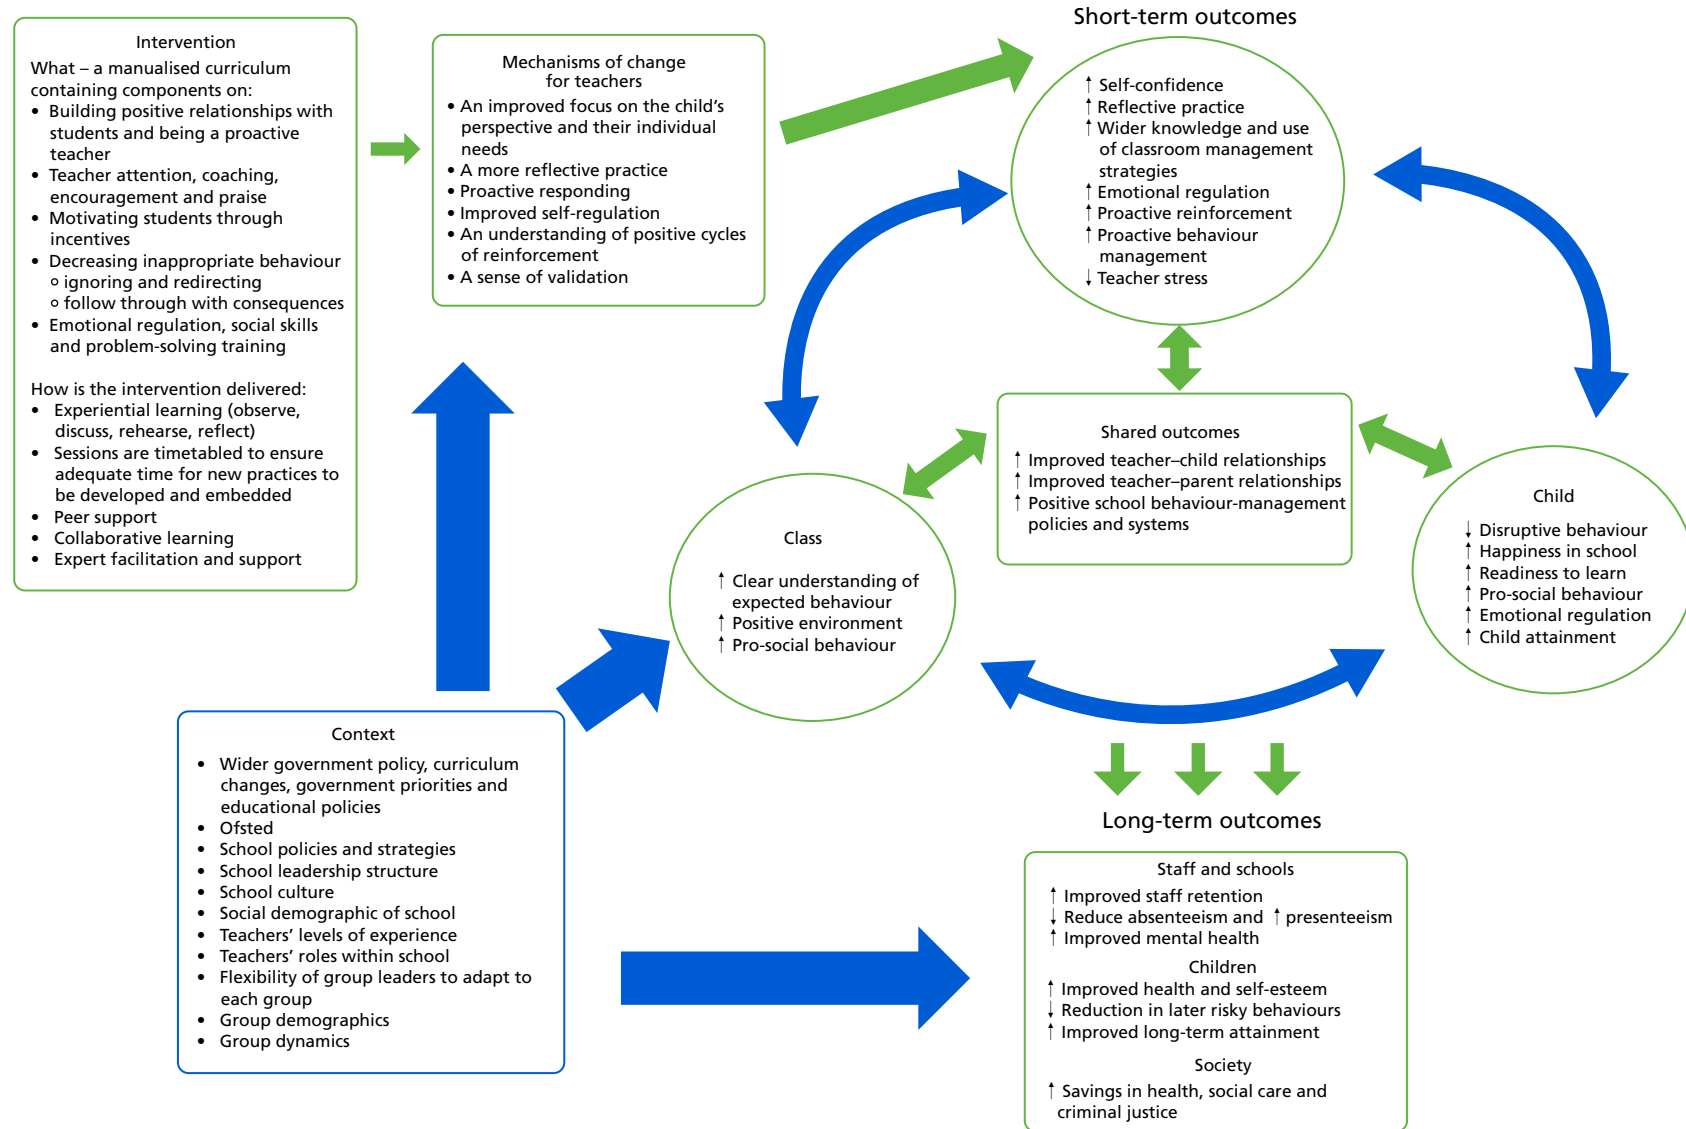 Intervention
What – a manualised curriculum
containing components on:
• Building positive relationships with
students and being a proactive
teacher
• Teacher attention, coaching,
encouragement and praise
• Motivating students through
incentives
• Decreasing inappropriate behaviour
o ignoring and redirecting
o follow through with consequences
• Emotional regulation, social skills
and problem-solving training
How is the intervention delivered:
• Experiential learning (observe,
discuss, rehearse, reflect)
• Sessions are timetabled to ensure
adequate time for new practices to
be developed and embedded
• Peer support
• Collaborative learning
• Expert facilitation and support
Mechanisms of change
for teachers
• An improved focus on the child's
perspective and their individual
needs
• A more reflective practice
• Proactive responding
• Improved self-regulation
• An understanding of positive cycles
of reinforcement
• A sense of validation
Short-term outcomes
↑ Self-confidence
↑ Reflective practice
↑ Wider knowledge and use
of classroom management
strategies
↑ Emotional regulation
↑ Proactive reinforcement
↑ Proactive behaviour
management
↓ Teacher stress
Shared outcomes
↑ Improved teacher–child relationships
↑ Improved teacher–parent relationships
↑ Positive school behaviour-management
policies and systems
Class
↑ Clear understanding of
expected behaviour
↑ Positive environment
↑ Pro-social behaviour
Child
↓ Disruptive behaviour
↑ Happiness in school
↑ Readiness to learn
↑ Pro-social behaviour
↑ Emotional regulation
↑ Child attainment
Context
• Wider government policy, curriculum
changes, government priorities and
educational policies
• Ofsted
• School policies and strategies
• School leadership structure
• School culture
• Social demographic of school
• Teachers' levels of experience
• Teachers' roles within school
• Flexibility of group leaders to adapt to
each group
• Group demographics
• Group dynamics
Long-term outcomes
Staff and schools
↑ Improved staff retention
↓ Reduce absenteeism and ↑ presenteeism
↑ Improved mental health
Children
↑ Improved health and self-esteem
↓ Reduction in later risky behaviours
↑ Improved long-term attainment
Society
↑ Savings in health, social care and
criminal justice